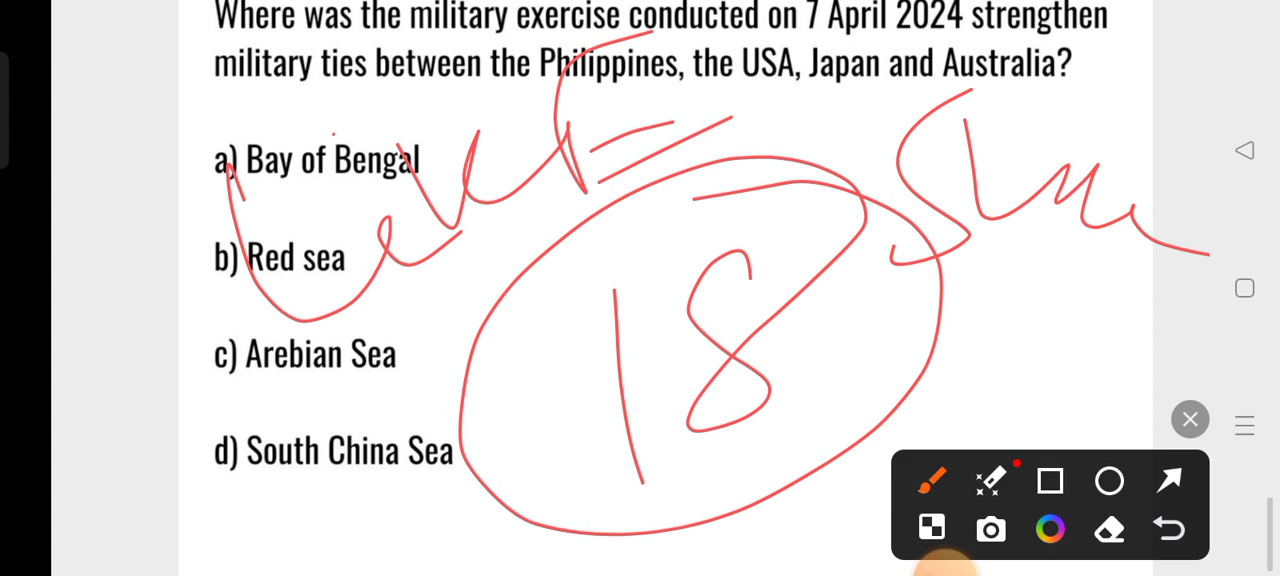 Where was the military exercise conducted on 7 April 2024 strengthen
military ties between the Philippines, the USA, Japan and Australia?
a) Bay of Bengal
b) Red sea
c) Arebian Sea
d) South China Sea
18